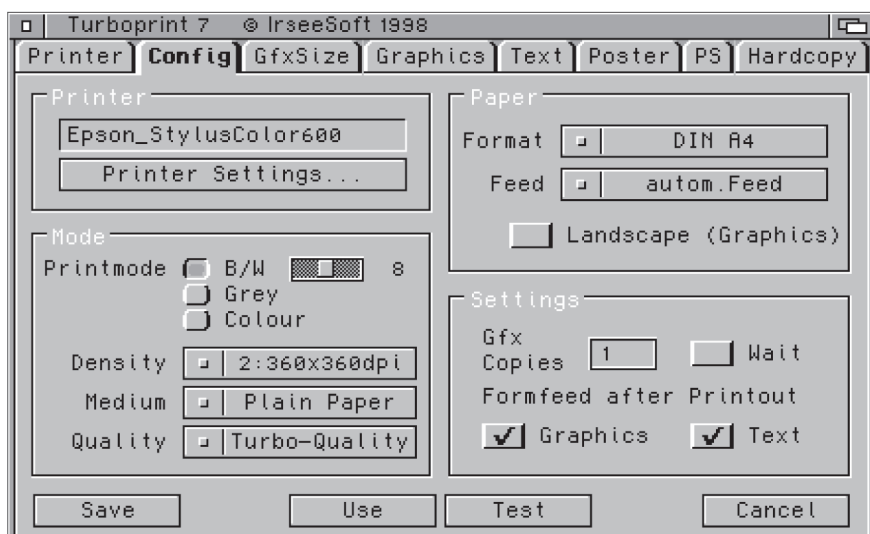 Turboprint 7 © IrseeSoft 1998
Printer Config GfxSize Graphics Text Poster PS Hardcopy
Printer
Epson_StylusColor600
Printer Settings...
Mode
Printmode B/W 8
Grey
Colour
Density 2:360x360dpi
Medium Plain Paper
Quality Turbo-Quality
Paper
Format DIN A4
Feed autom.Feed
Landscape (Graphics)
Settings
Gfx
Copies 1 Wait
Formfeed after Printout
Graphics Text
Save Use Test Cancel